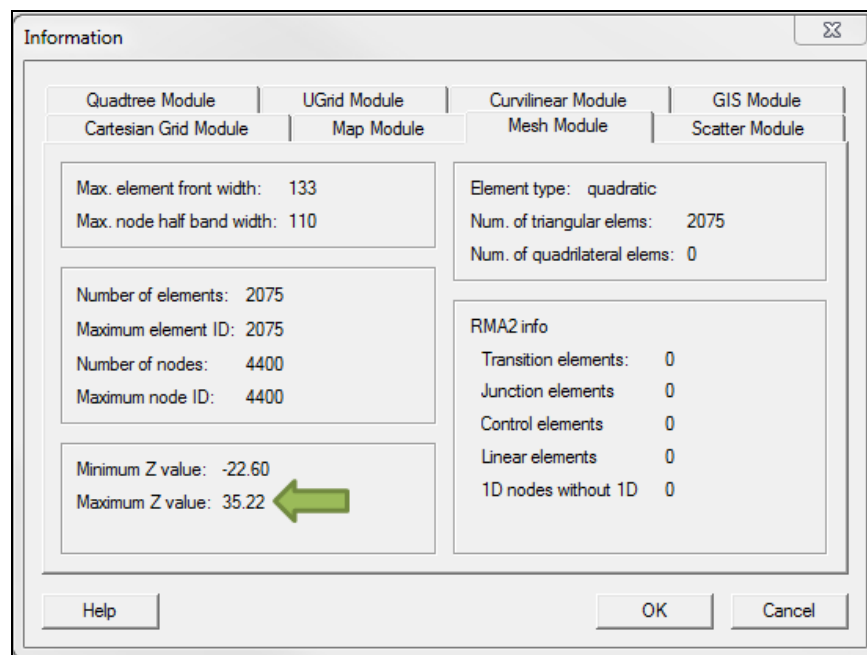 Information
Quadtree Module UGrid Module Curvilinear Module GIS Module
Cartesian Grid Module Map Module Mesh Module Scatter Module
Max. element front width: 133
Max. node half band width: 110
Number of elements: 2075
Maximum element ID: 2075
Number of nodes: 4400
Maximum node ID: 4400
Minimum Z value: -22.60
Maximum Z value: 35.22
Element type: quadratic
Num. of triangular elems: 2075
Num. of quadrilateral elems: 0
RMA2 info
Transition elements: 0
Junction elements 0
Control elements 0
Linear elements 0
1D nodes without 1D 0
Help OK Cancel